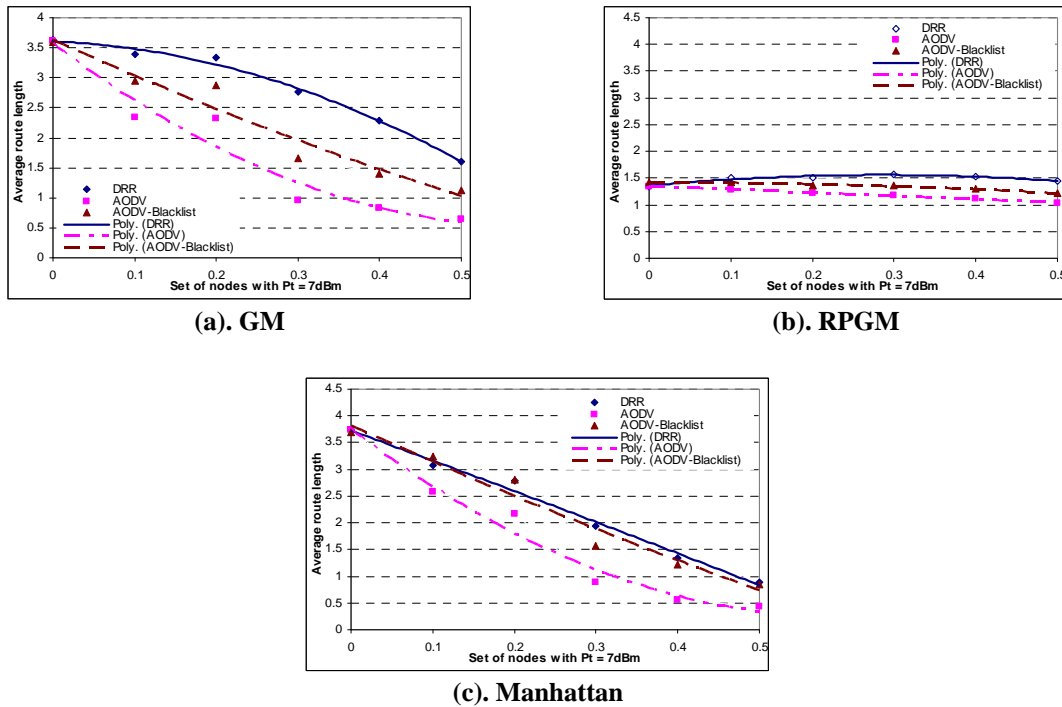 4
3.5
3
2.5
2
1.5
1
0.5
0
Average route length
DRR
AODV
AODV-Blacklist
Poly. (DRR)
Poly. (AODV)
Poly. (AODV-Blacklist)
0 0.1 0.2 0.3 0.4 0.5
Set of nodes with Pt = 7dBm
(a). GM
4.5
4
3.5
3
2.5
2
1.5
1
0.5
0
Average route length
DRR
AODV
AODV-Blacklist
Poly. (DRR)
Poly. (AODV)
Poly. (AODV-Blacklist)
0 0.1 0.2 0.3 0.4 0.5
Set of nodes with Pt = 7dBm
(b). RPGM
4.5
4
3.5
3
2.5
2
1.5
1
0.5
0
Average route length
DRR
AODV
AODV-Blacklist
Poly. (DRR)
Poly. (AODV)
Poly. (AODV-Blacklist)
0 0.1 0.2 0.3 0.4 0.5
Set of nodes with Pt = 7dBm
(c). Manhattan